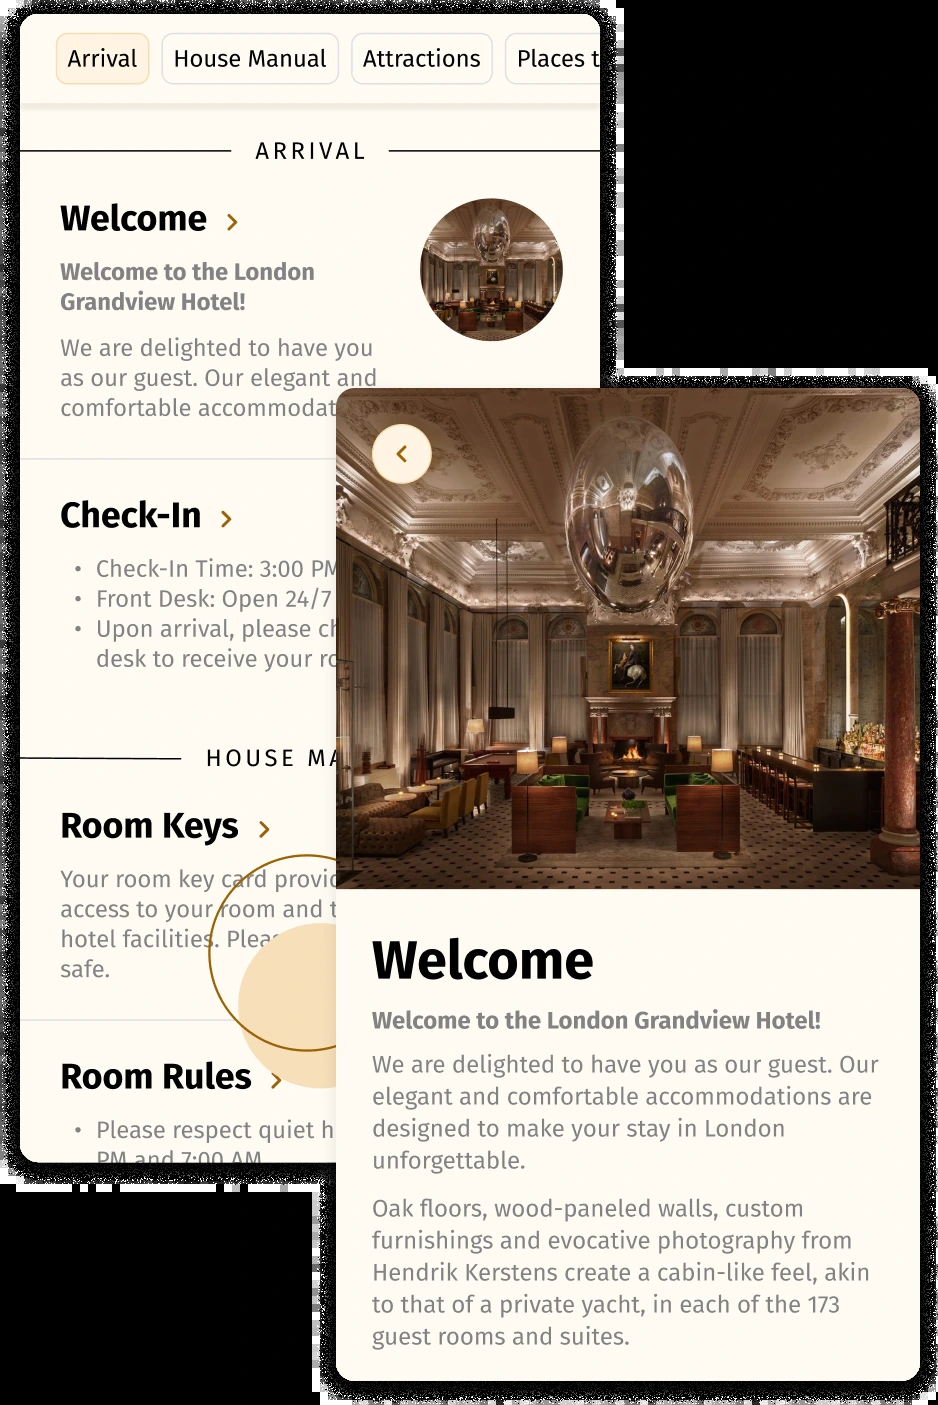 Arrival
House Manual
Attractions
Places t
ARRIVAL
Welcome
Welcome to the London
Grandview Hotel!
We are delighted to have you
as our guest. Our elegant and
comfortable accommodat
Check-In
• Check-In Time: 3:00 PM
• Front Desk: Open 24/7
• Upon arrival, please ch
desk to receive your ro
HOUSE MA
Room Keys
Your room key card provid
access to your room and t
hotel facilities. Pleas
safe.
Room Rules
• Please respect quiet h
PM and 7:00 AM
Welcome
Welcome to the London Grandview Hotel!
We are delighted to have you as our guest. Our
elegant and comfortable accommodations are
designed to make your stay in London
unforgettable.
Oak floors, wood-paneled walls, custom
furnishings and evocative photography from
Hendrik Kerstens create a cabin-like feel, akin
to that of a private yacht, in each of the 173
guest rooms and suites.